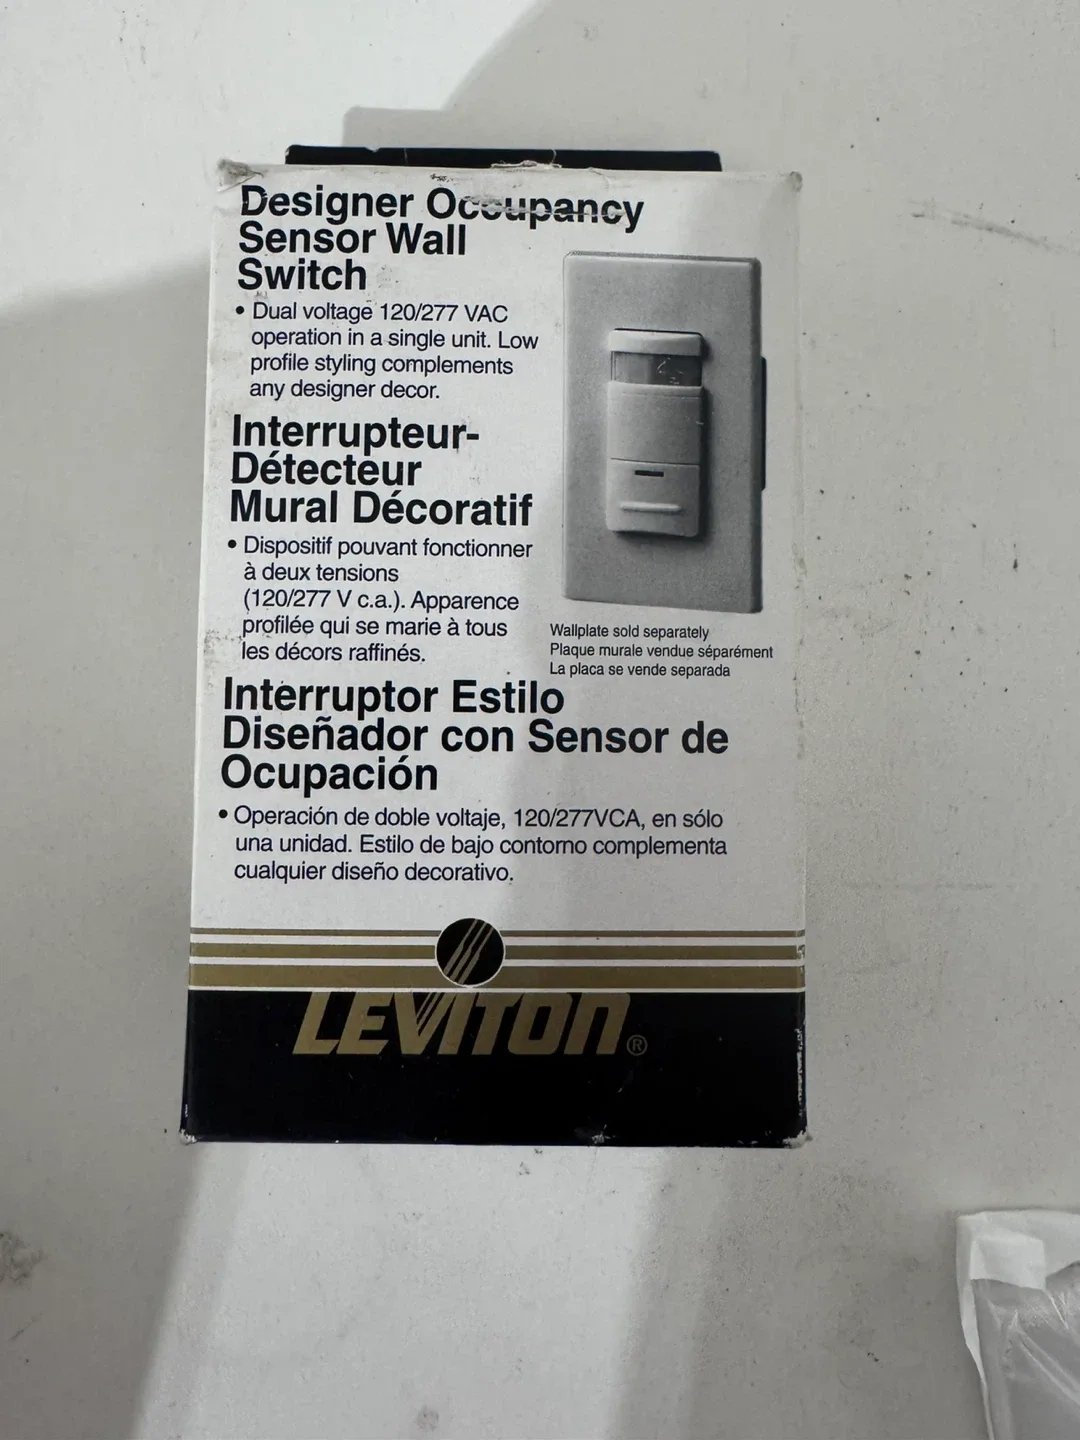 Designer Occupancy
Sensor Wall
Switch
• Dual voltage 120/277 VAC
operation in a single unit. Low
profile styling complements
any designer decor.
Interrupteur-
Détecteur
Mural Décoratif
• Dispositif pouvant fonctionner
à deux tensions
(120/277 V c.a.). Apparence
profilée qui se marie à tous
les décors raffinés.
Wallplate sold separately
Plaque murale vendue séparément
La placa se vende separada
Interruptor Estilo
Diseñador con Sensor de
Ocupación
• Operación de doble voltaje, 120/277VCA, en sólo
una unidad. Estilo de bajo contorno complementa
cualquier diseño decorativo.
LEVITON®